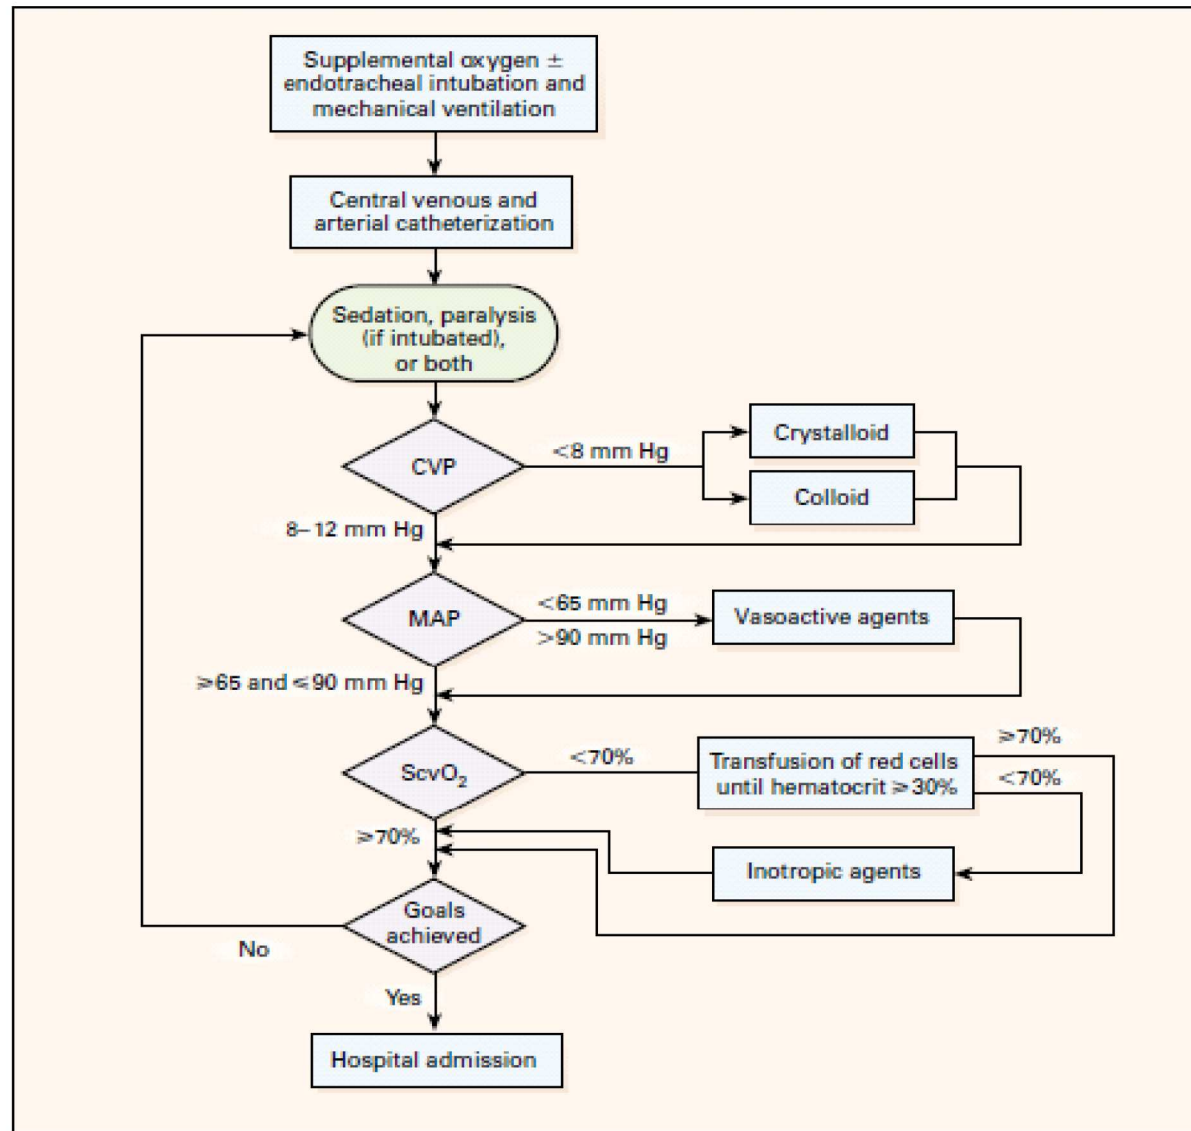 Supplemental oxygen ±
endotracheal intubation and
mechanical ventilation
Central venous and
arterial catheterization
Sedation, paralysis
(if intubated),
or both
CVP
<8 mm Hg
Crystalloid
Colloid
8–12 mm Hg
MAP
<65 mm Hg
>90 mm Hg
Vasoactive agents
⩾65 and ⩽90 mm Hg
ScvO₂
<70%
Transfusion of red cells
until hematocrit ⩾30%
⩾70%
<70%
⩾70%
Inotropic agents
Goals
achieved
No
Yes
Hospital admission